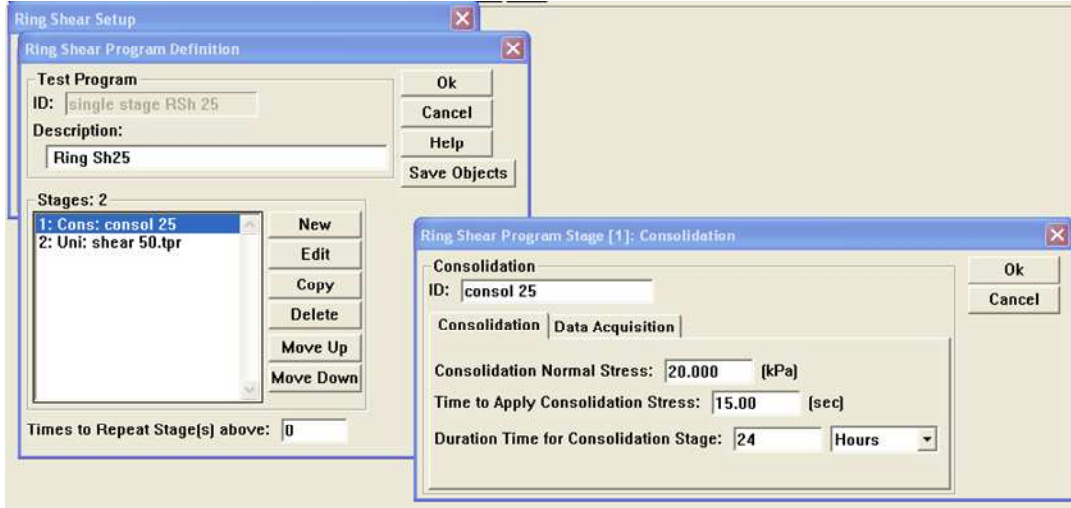 Ring Shear Setup
Ring Shear Program Definition
Test Program
ID: single stage RSh 25
Description:
Ring Sh25
Ok
Cancel
Help
Save Objects
Stages: 2
1: Cons: consol 25
2: Uni: shear 50.tpr
New
Edit
Copy
Delete
Move Up
Move Down
Times to Repeat Stage(s) above: 0
Ring Shear Program Stage [1]: Consolidation
Consolidation
ID: consol 25
Ok
Cancel
Consolidation Data Acquisition
Consolidation Normal Stress: 20.000 (kPa)
Time to Apply Consolidation Stress: 15.00 (sec)
Duration Time for Consolidation Stage: 24 Hours